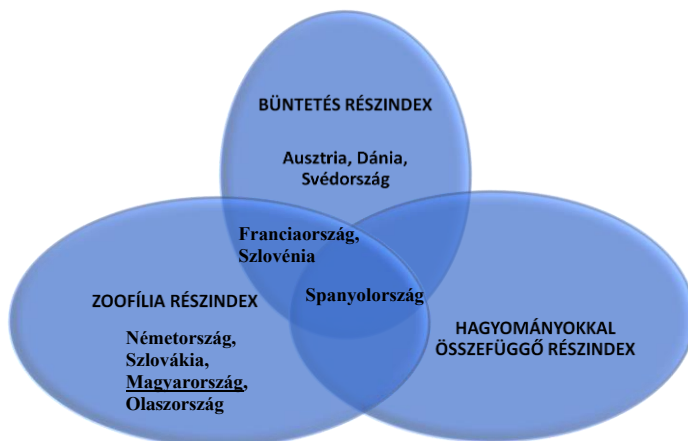 BÜNTETÉS RÉSZINDEX
Ausztria, Dánia,
Svédország
Franciaország,
Szlovénia
Spanyolország
ZOOFÍLIA RÉSZINDEX
Németország,
Szlovákia,
Magyarország,
Olaszország
HAGYOMÁNYOKKAL
ÖSSZEFÜGGŐ RÉSZINDEX